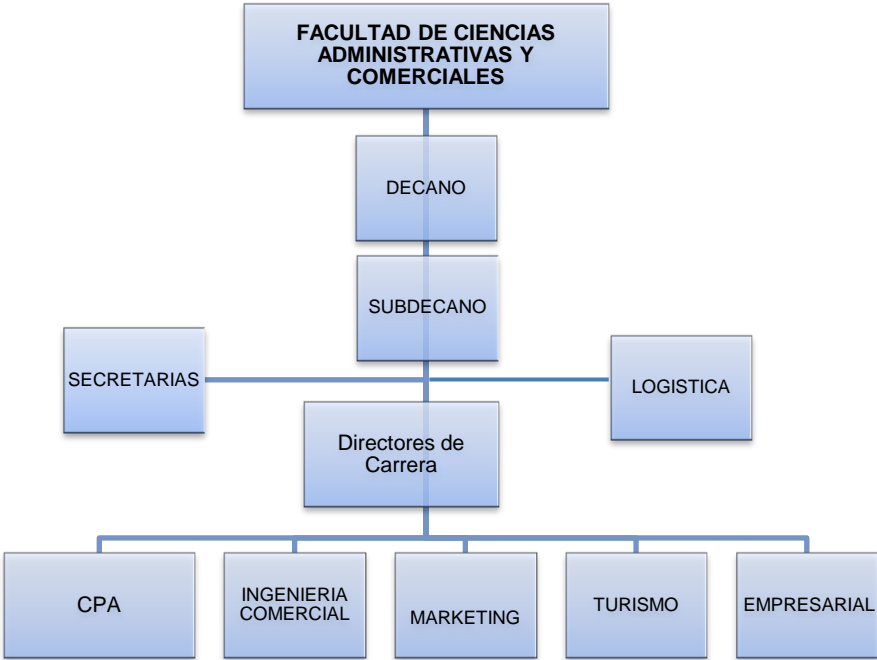 FACULTAD DE CIENCIAS
ADMINISTRATIVAS Y
COMERCIALES
DECANO
SUBDECANO
SECRETARIAS
LOGISTICA
Directores de
Carrera
CPA
INGENIERIA
COMERCIAL
MARKETING
TURISMO
EMPRESARIAL